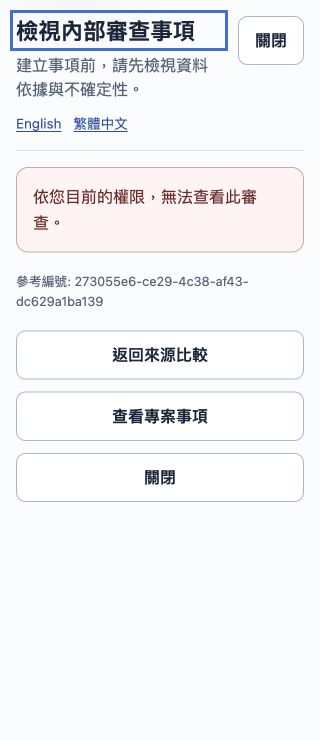 檢視內部審查事項
關閉
建立事項前，請先檢視資料
依據與不確定性。
English 繁體中文
依您目前的權限，無法查看此審
查。
參考編號: 273055e6-ce29-4c38-af43-
dc629a1ba139
返回來源比較
查看專案事項
關閉